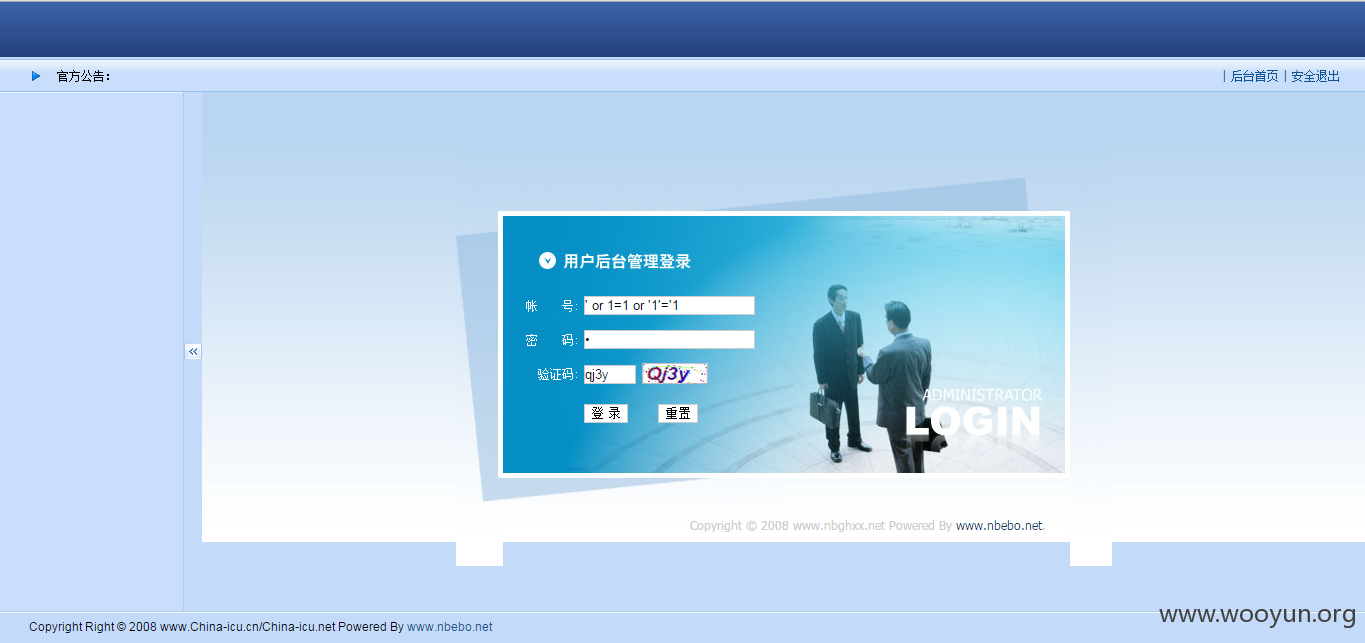 官方公告：
| 后台首页 | 安全退出
«
用户后台管理登录
帐 号: ' or 1=1 or '1'='1
密 码: •
验证码: qj3y Qj3y
登 录 重置
ADMINISTRATOR
LOGIN
Copyright © 2008 www.nbghxx.net Powered By www.nbebo.net.
www.wooyun.org
Copyright Right © 2008 www.China-icu.cn/China-icu.net Powered By www.nbebo.net